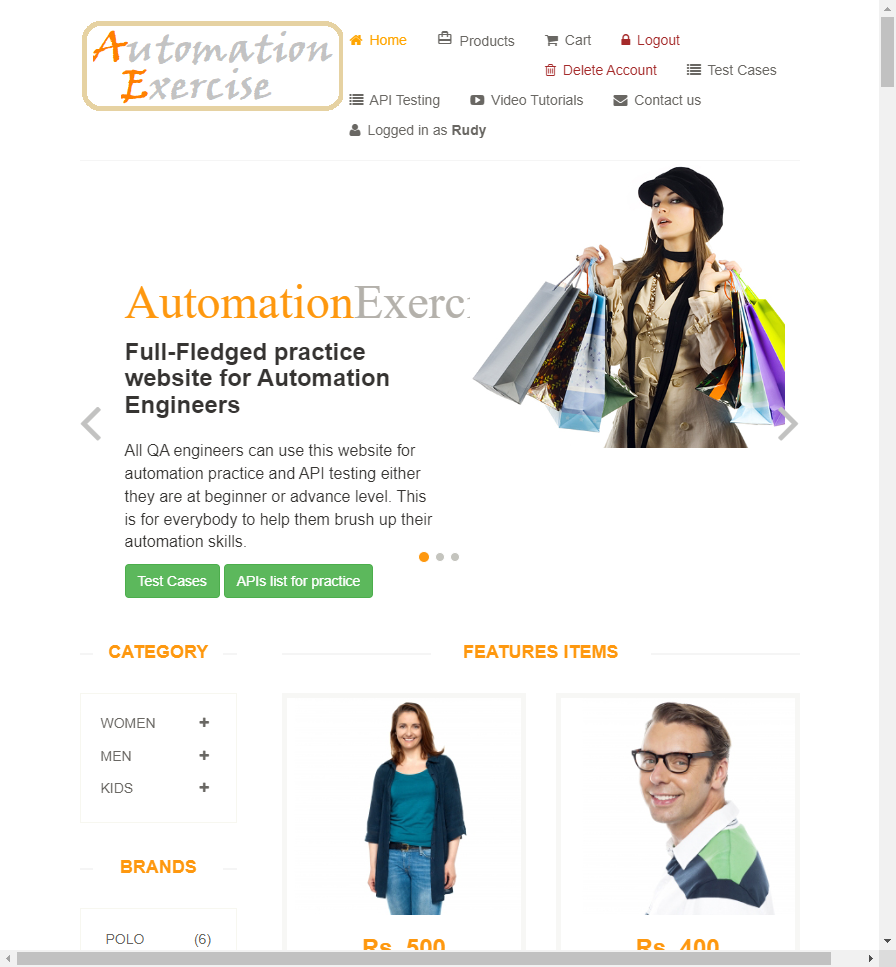 Automation
Exercise
Home
Products
Cart
Logout
Delete Account
Test Cases
API Testing
Video Tutorials
Contact us
Logged in as Rudy
AutomationExerc
Full-Fledged practice
website for Automation
Engineers
All QA engineers can use this website for
automation practice and API testing either
they are at beginner or advance level. This
is for everybody to help them brush up their
automation skills.
Test Cases
APIs list for practice
CATEGORY
FEATURES ITEMS
WOMEN
MEN
KIDS
BRANDS
POLO (6)
Rs. 500
Rs. 400